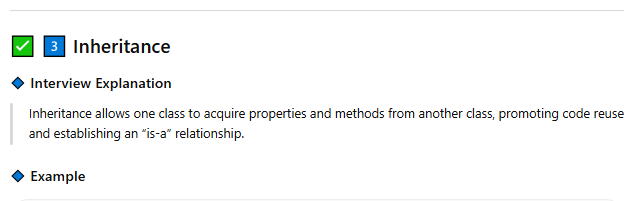 ✅ 3️⃣ Inheritance
🔹 Interview Explanation
Inheritance allows one class to acquire properties and methods from another class, promoting code reuse
and establishing an “is-a” relationship.
🔹 Example